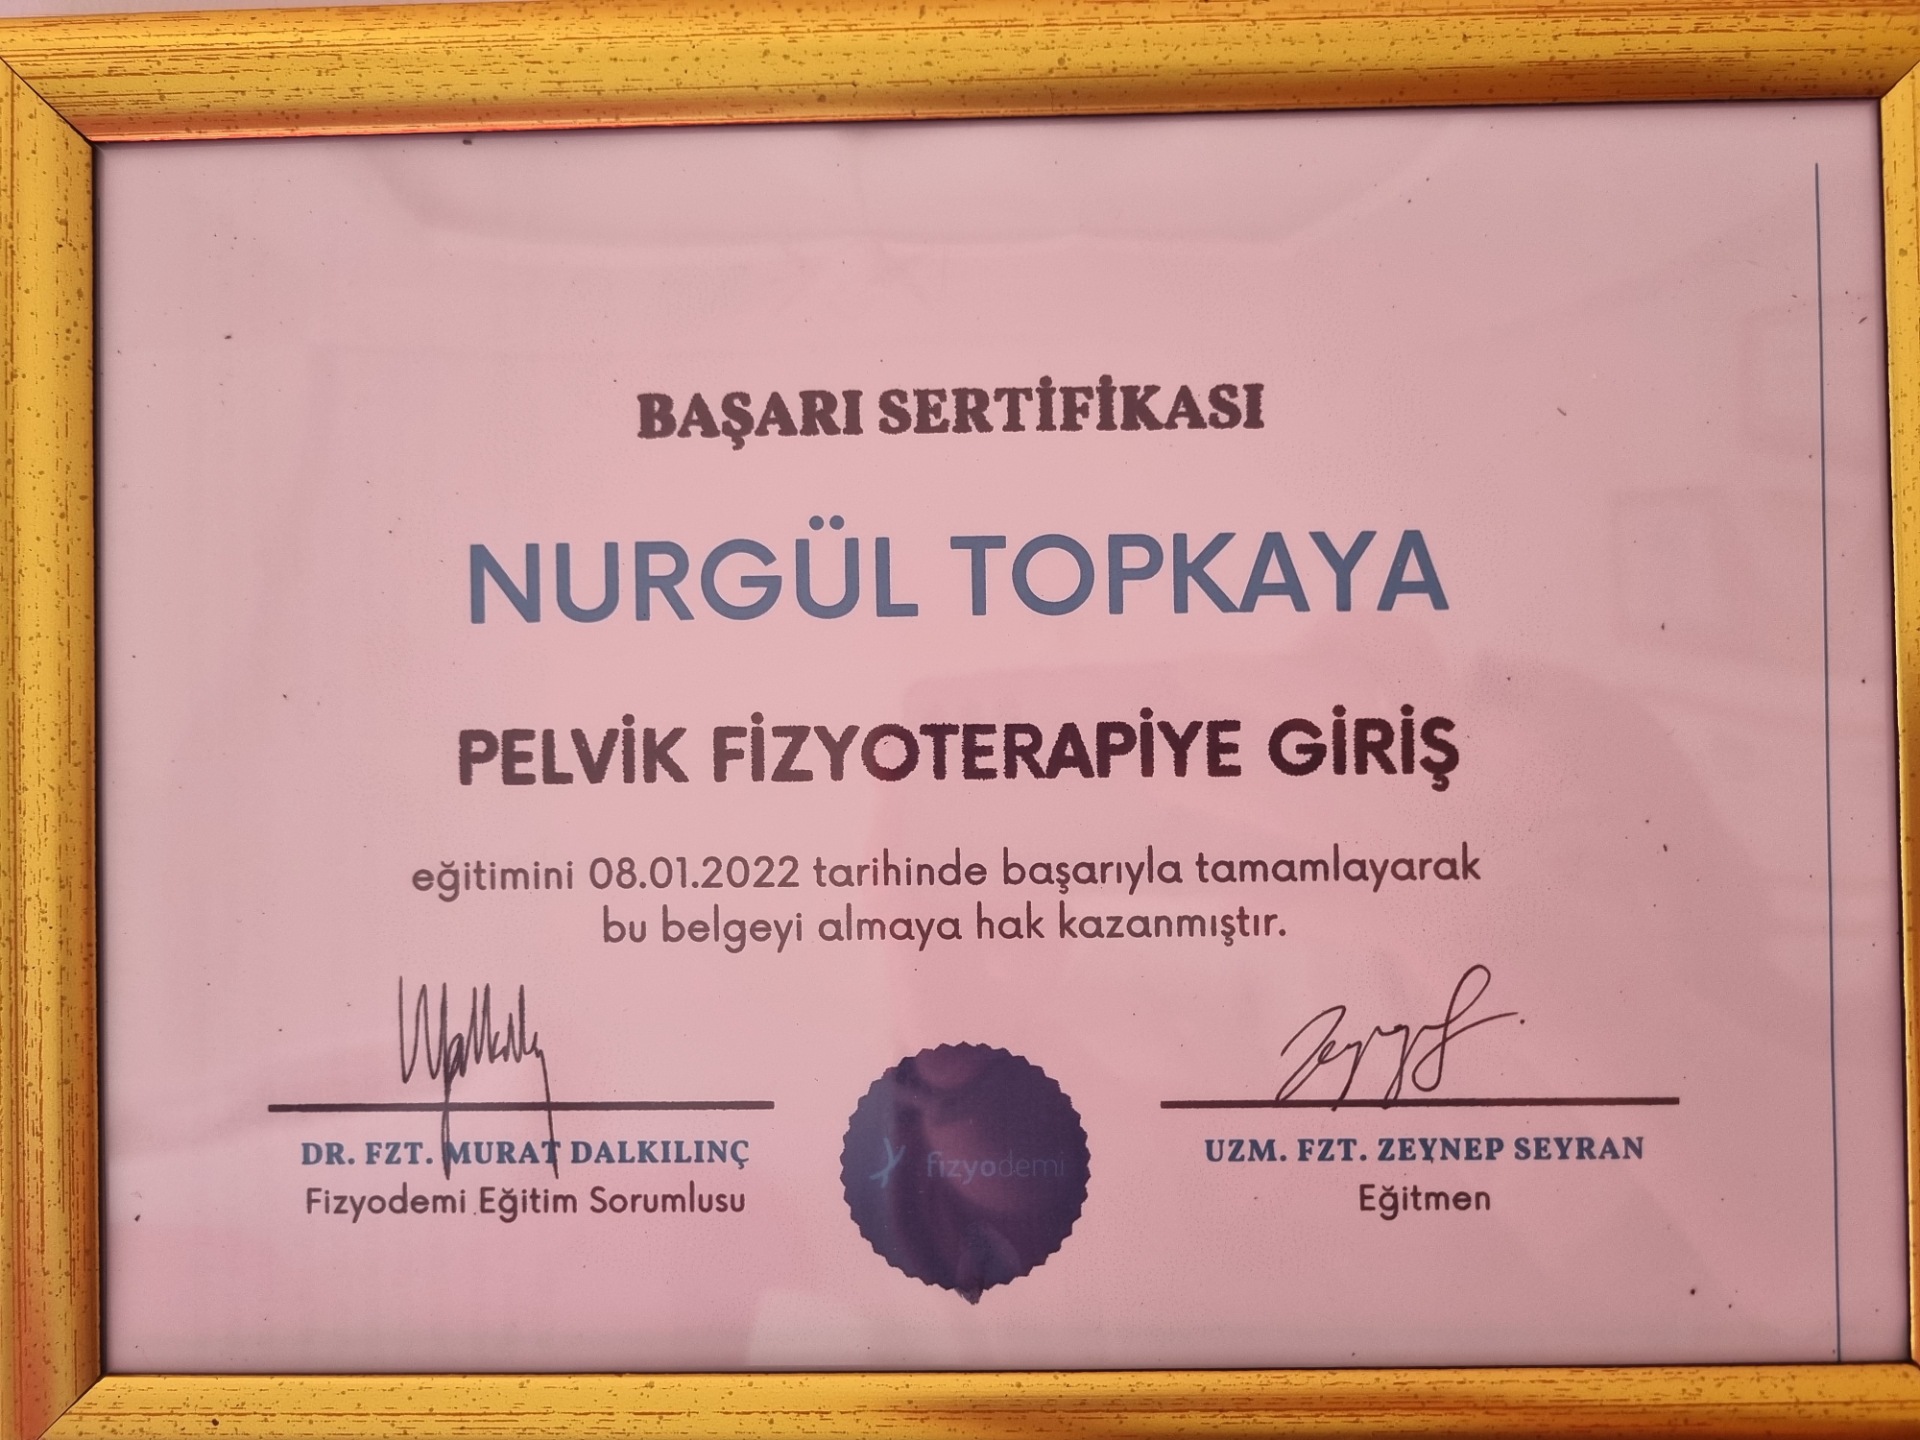 BAŞARI SERTİFİKASI
NURGÜL TOPKAYA
PELVİK FİZYOTERAPİYE GİRİŞ
eğitimini 08.01.2022 tarihinde başarıyla tamamlayarak
bu belgeyi almaya hak kazanmıştır.
DR. FZT. MURAT DALKILINÇ
Fizyodemi Eğitim Sorumlusu
fizyodemi
UZM. FZT. ZEYNEP SEYRAN
Eğitmen